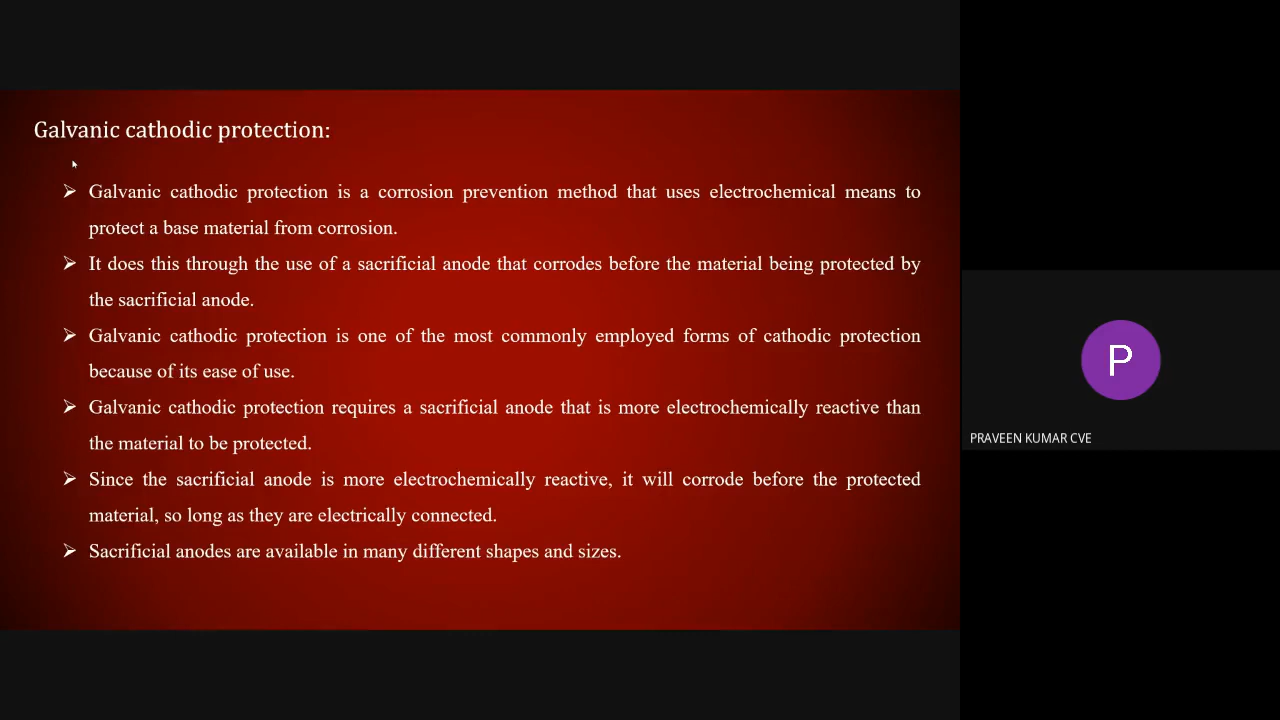 Galvanic cathodic protection:
➢ Galvanic cathodic protection is a corrosion prevention method that uses electrochemical means to
protect a base material from corrosion.
➢ It does this through the use of a sacrificial anode that corrodes before the material being protected by
the sacrificial anode.
➢ Galvanic cathodic protection is one of the most commonly employed forms of cathodic protection
because of its ease of use.
➢ Galvanic cathodic protection requires a sacrificial anode that is more electrochemically reactive than
the material to be protected.
➢ Since the sacrificial anode is more electrochemically reactive, it will corrode before the protected
material, so long as they are electrically connected.
➢ Sacrificial anodes are available in many different shapes and sizes.
P
PRAVEEN KUMAR CVE